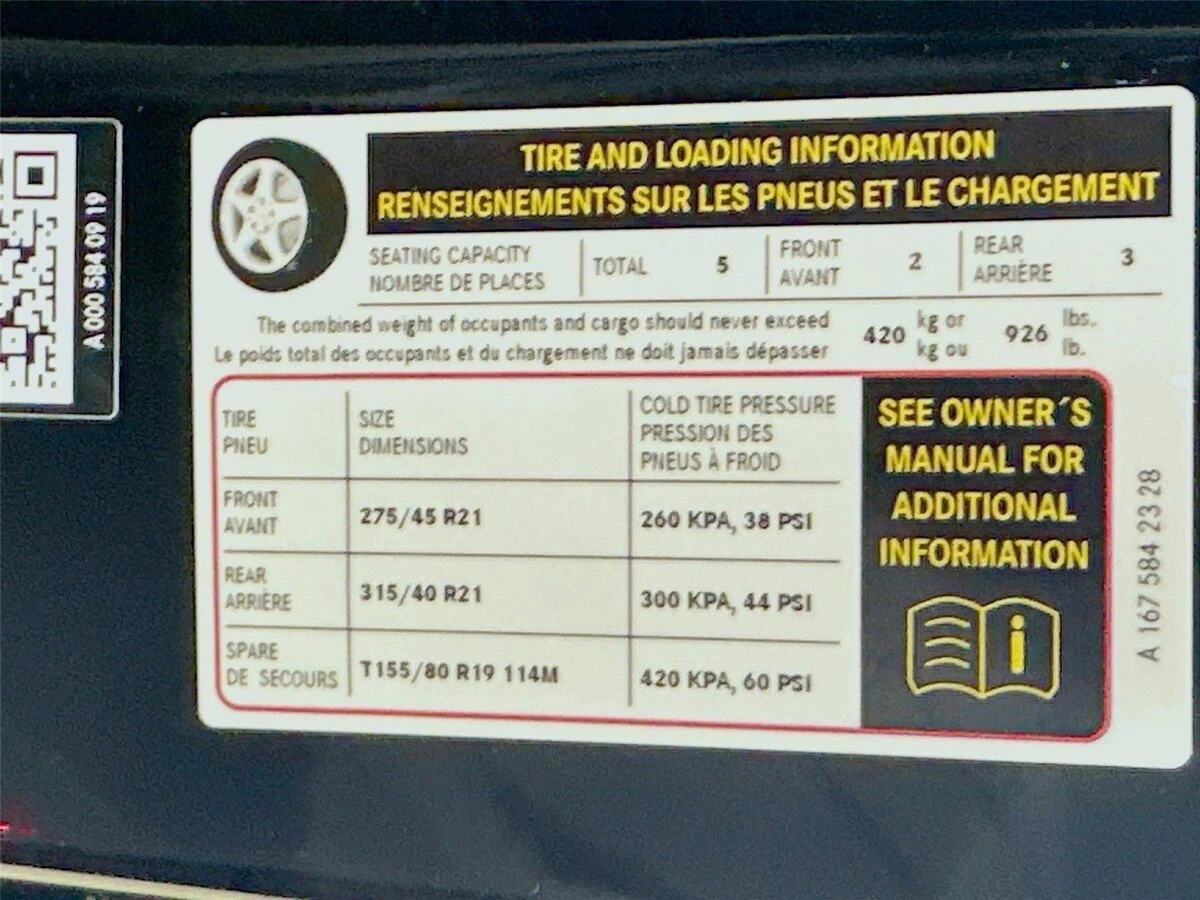 A 000 584 09 19
TIRE AND LOADING INFORMATION
RENSEIGNEMENTS SUR LES PNEUS ET LE CHARGEMENT
SEATING CAPACITY
NOMBRE DE PLACES
TOTAL 5
FRONT
AVANT
2
REAR
ARRIÈRE
3
The combined weight of occupants and cargo should never exceed
Le poids total des occupants et du chargement ne doit jamais dépasser
420
kg or
kg ou
926
lbs.
lb.
TIRE
PNEU
SIZE
DIMENSIONS
COLD TIRE PRESSURE
PRESSION DES
PNEUS À FROID
FRONT
AVANT
275/45 R21
260 KPA, 38 PSI
REAR
ARRIÈRE
315/40 R21
300 KPA, 44 PSI
SPARE
DE SECOURS
T155/80 R19 114M
420 KPA, 60 PSI
SEE OWNER´S
MANUAL FOR
ADDITIONAL
INFORMATION
A 167 584 23 28